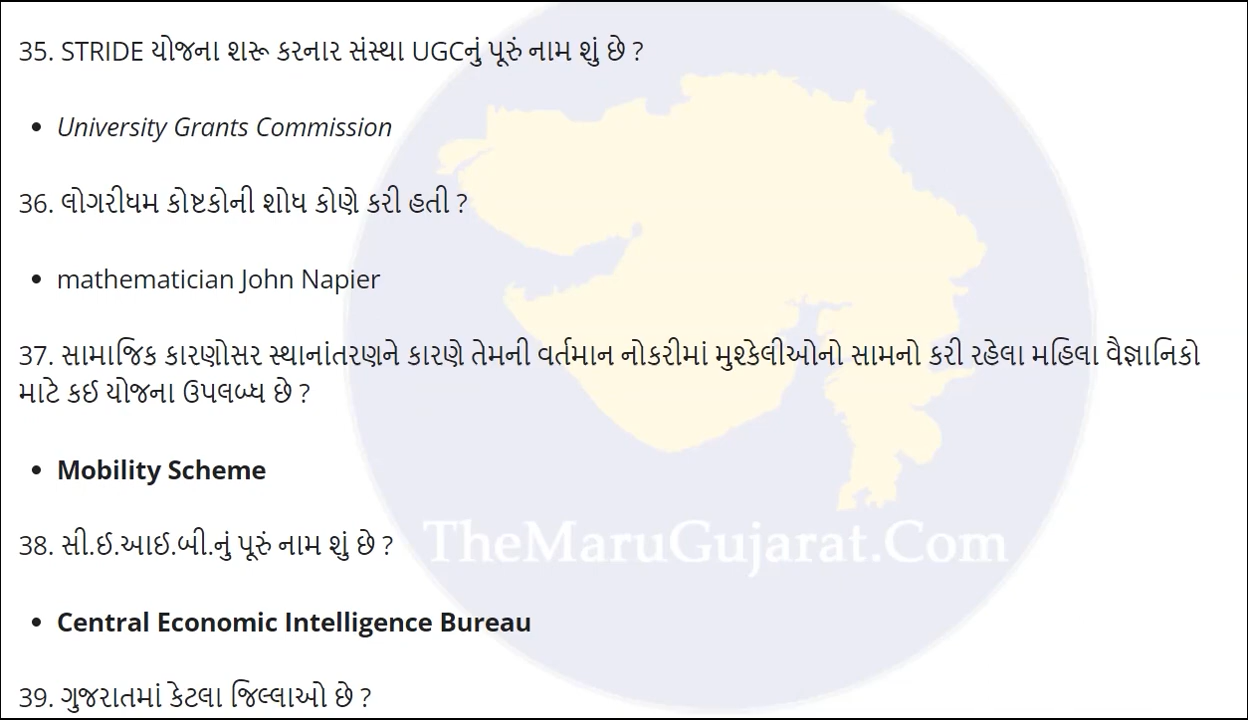 35. STRIDE યોજના શરૂ કરનાર સંસ્થા UGCનું પૂરું નામ શું છે ?
• University Grants Commission
36. લોગરીધમ કોષ્ટકોની શોધ કોણે કરી હતી ?
• mathematician John Napier
37. સામાજિક કારણોસર સ્થાનાંતરણને કારણે તેમની વર્તમાન નોકરીમાં મુશ્કેલીઓનો સામનો કરી રહેલા મહિલા વૈજ્ઞાનિકો
માટે કઈ યોજના ઉપલબ્ધ છે ?
• Mobility Scheme
38. સી.ઈ.આઈ.બી.નું પૂરું નામ શું છે ?
TheMaruGujarat.Com
• Central Economic Intelligence Bureau
39. ગુજરાતમાં કેટલા જિલ્લાઓ છે ?